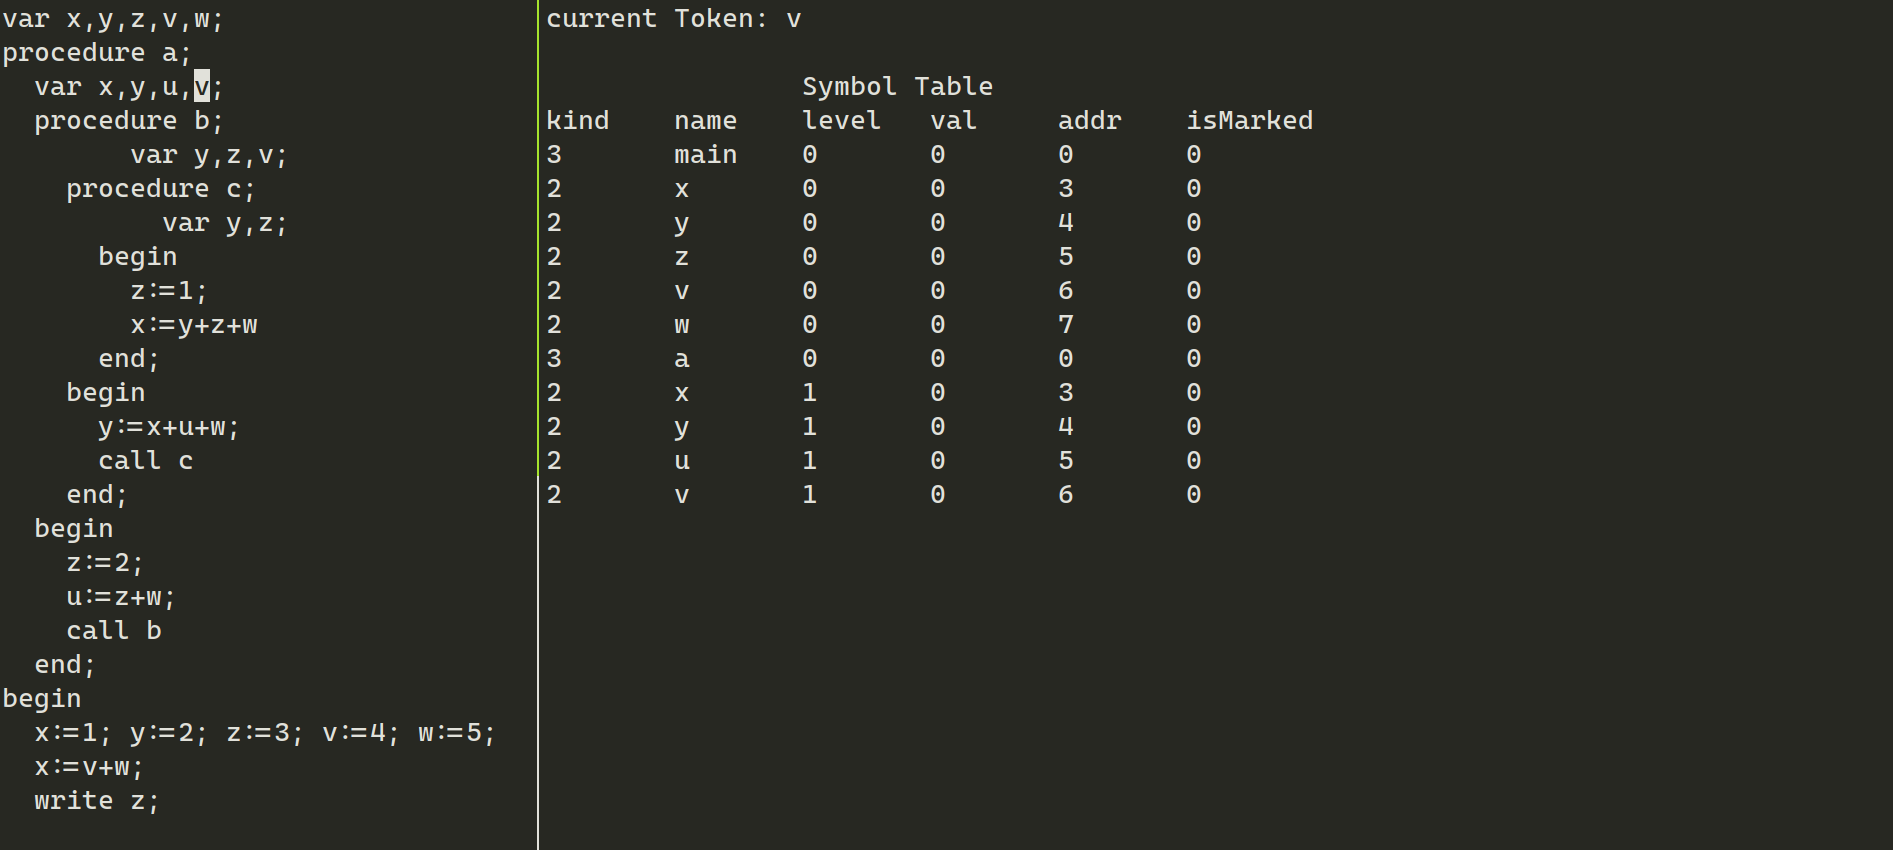 var x,y,z,v,w;
procedure a;
  var x,y,u,v;
  procedure b;
        var y,z,v;
    procedure c;
          var y,z;
      begin
        z:=1;
        x:=y+z+w
      end;
    begin
      y:=x+u+w;
      call c
    end;
  begin
    z:=2;
    u:=z+w;
    call b
  end;
begin
  x:=1; y:=2; z:=3; v:=4; w:=5;
  x:=v+w;
  write z;
current Token: v
Symbol Table
kind name level val addr isMarked
3 main 0 0 0 0
2 x 0 0 3 0
2 y 0 0 4 0
2 z 0 0 5 0
2 v 0 0 6 0
2 w 0 0 7 0
3 a 0 0 0 0
2 x 1 0 3 0
2 y 1 0 4 0
2 u 1 0 5 0
2 v 1 0 6 0